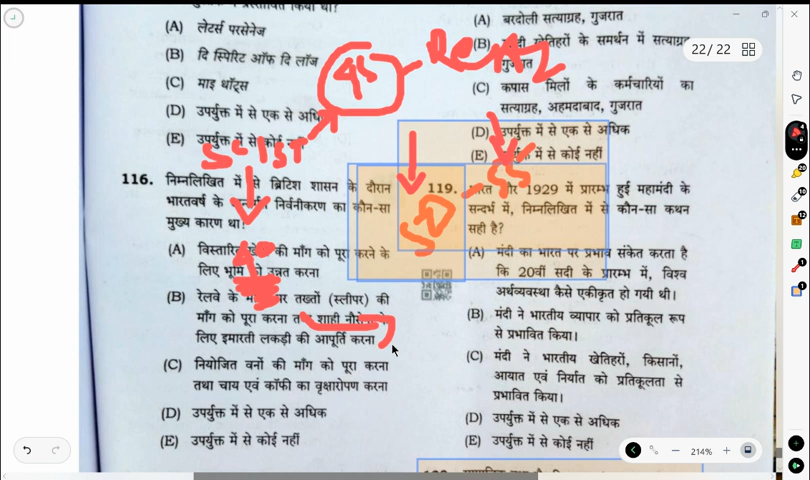 (A) लेटर्स परसेनेज
(B) दि स्पिरिट ऑफ दि लॉज
(C) माइ थॉट्स
(D) उपर्युक्त में से एक से
(E) उपर्युक्त में से कोई
116. निम्नलिखित में से ब्रिटिश शासन के दौरान
भारतवर्ष के निर्वनीकरण का कौन-सा
मुख्य कारण था?
(A) की माँग को पूरा करने के
लिए भूमि को उन्नत करना
(B) रेलवे के तख्तों (स्लीपर) की
माँग को पूरा करना शाही
लिए इमारती लकड़ी की आपूर्ति करना
(C) नियोजित वनों की माँग को पूरा करना
तथा चाय एवं कॉफी का वृक्षारोपण करना
(D) उपर्युक्त में से एक से अधिक
(E) उपर्युक्त में से कोई नहीं
(A) बरदोली सत्याग्रह, गुजरात
(B) खेतिहरों के समर्थन में सत्याग्रह,
(C) कपास मिलों के कर्मचारियों का
सत्याग्रह, अहमदाबाद, गुजरात
(D) उपर्युक्त में से एक से अधिक
(E) में से कोई नहीं
119. भारत और 1929 में प्रारम्भ हुई महामंदी के
सन्दर्भ में, निम्नलिखित में से कौन-सा कथन
सही है?
(A) मंदी का भारत पर प्रभाव संकेत करता है
कि 20वीं सदी के प्रारम्भ में, विश्व
अर्थव्यवस्था कैसे एकीकृत हो गयी थी।
(B) मंदी ने भारतीय व्यापार को प्रतिकूल रूप
से प्रभावित किया।
(C) मंदी ने भारतीय खेतिहरों, किसानों,
आयात एवं निर्यात को प्रतिकूलता से
प्रभावित किया।
(D) उपर्युक्त में से एक से अधिक
(E) उपर्युक्त में से कोई नहीं
22/22
214%